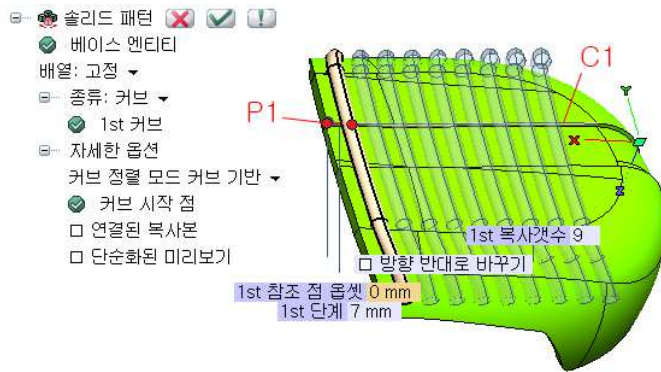 솔리드 패턴
베이스 엔티티
배열: 고정
종류: 커브
1st 커브
자세한 옵션
커브 정렬 모드 커브 기반
커브 시작 점
연결된 복사본
단순화된 미리보기
C1
P1
Y
X
Z
1st 복사갯수 9
방향 반대로 바꾸기
1st 참조 점 옵셋 0 mm
1st 단계 7 mm